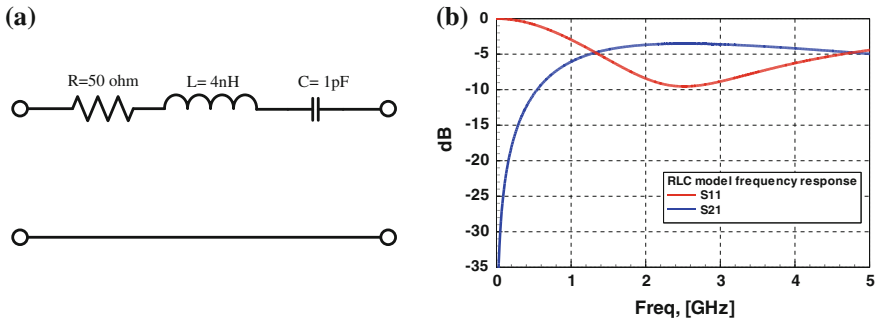 (a)
R=50 ohm
L= 4nH
C= 1pF
(b)
0
-5
-10
-15
-20
-25
-30
-35
dB
RLC model frequency response
S11
S21
0 1 2 3 4 5
Freq, [GHz]